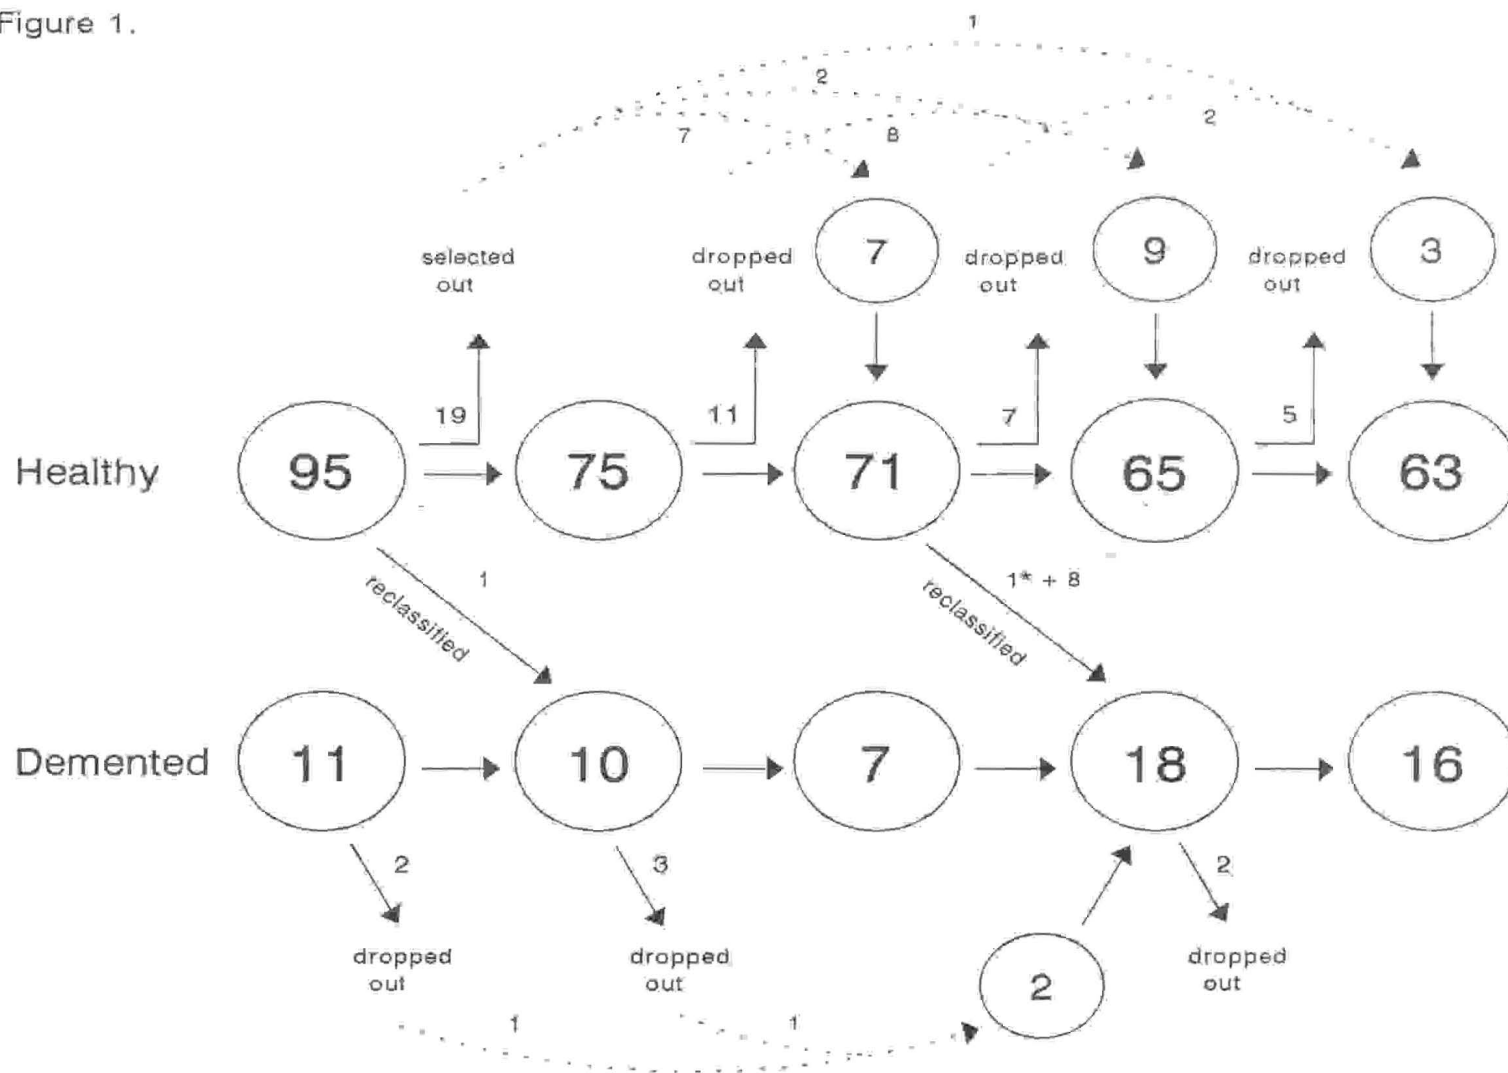 Figure 1.
1
2
7
8
2
7
9
3
selected
out
dropped
out
dropped
out
dropped
out
19
11
7
5
Healthy
95
75
71
65
63
1
reclassified
1* + 8
reclassified
Demented
11
10
7
18
16
2
3
2
dropped
out
dropped
out
2
dropped
out
1
1